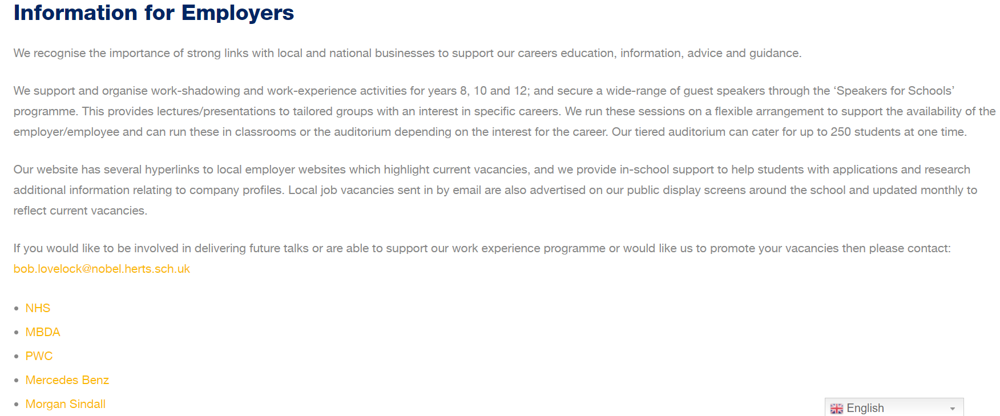 Information for Employers
We recognise the importance of strong links with local and national businesses to support our careers education, information, advice and guidance.
We support and organise work-shadowing and work-experience activities for years 8, 10 and 12; and secure a wide-range of guest speakers through the ‘Speakers for Schools’
programme. This provides lectures/presentations to tailored groups with an interest in specific careers. We run these sessions on a flexible arrangement to support the availability of the
employer/employee and can run these in classrooms or the auditorium depending on the interest for the career. Our tiered auditorium can cater for up to 250 students at one time.
Our website has several hyperlinks to local employer websites which highlight current vacancies, and we provide in-school support to help students with applications and research
additional information relating to company profiles. Local job vacancies sent in by email are also advertised on our public display screens around the school and updated monthly to
reflect current vacancies.
If you would like to be involved in delivering future talks or are able to support our work experience programme or would like us to promote your vacancies then please contact:
bob.lovelock@nobel.herts.sch.uk
• NHS
• MBDA
• PWC
• Mercedes Benz
• Morgan Sindall
English